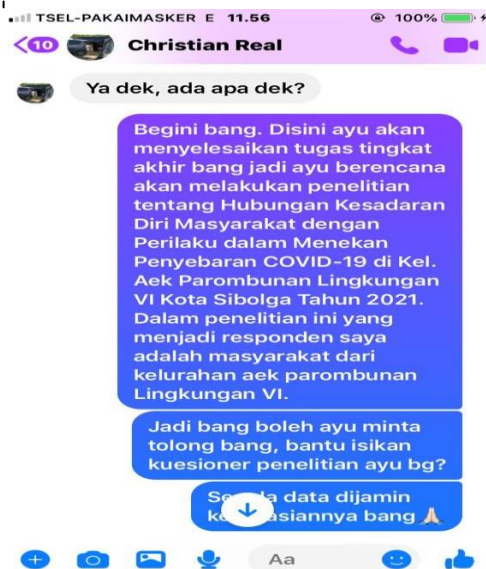 TSEL-PAKAIMASKER E 11.56 100%
10 Christian Real
Ya dek, ada apa dek?
Begini bang. Disini ayu akan
menyelesaikan tugas tingkat
akhir bang jadi ayu berencana
akan melakukan penelitian
tentang Hubungan Kesadaran
Diri Masyarakat dengan
Perilaku dalam Menekan
Penyebaran COVID-19 di Kel.
Aek Parombunan Lingkungan
VI Kota Sibolga Tahun 2021.
Dalam penelitian ini yang
menjadi responden saya
adalah masyarakat dari
kelurahan aek parombunan
Lingkungan VI.
Jadi bang boleh ayu minta
tolong bang, bantu isikan
kuesioner penelitian ayu bg?
data dijamin
bang 🙏🏻
Aa